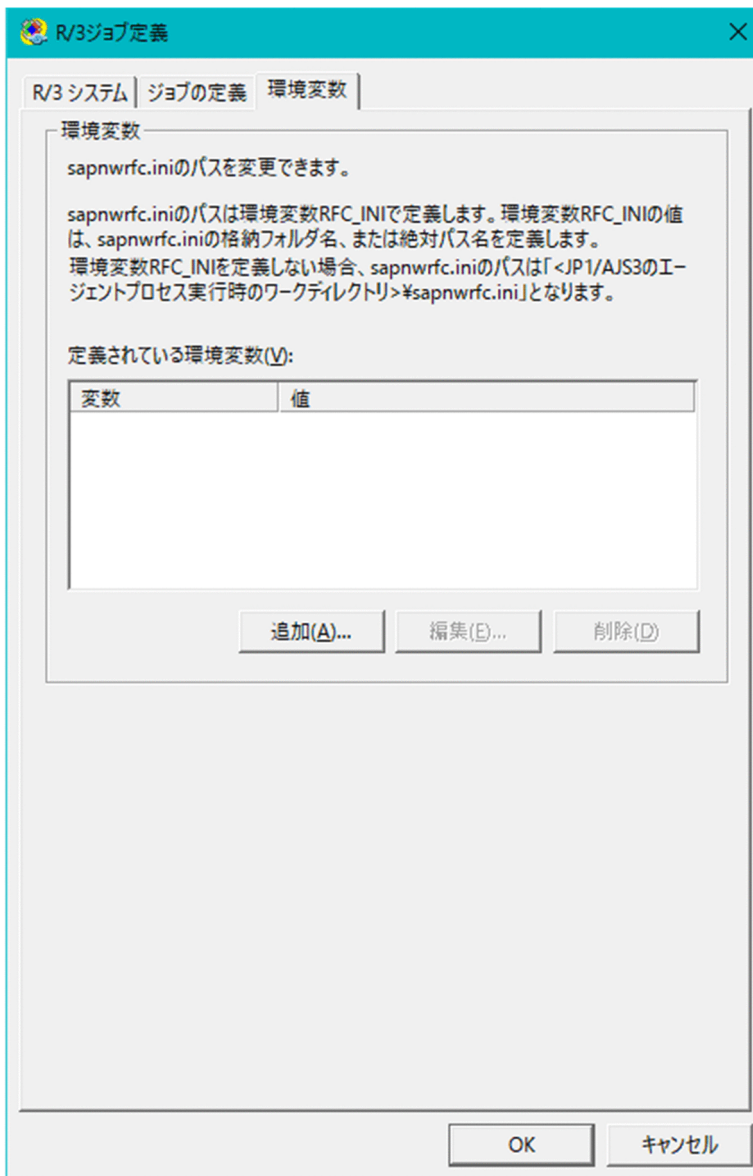 R/3ジョブ定義
R/3 システム ジョブの定義 環境変数
環境変数
sapnwrfc.iniのパスを変更できます。
sapnwrfc.iniのパスは環境変数RFC_INIで定義します。環境変数RFC_INIの値
は、sapnwrfc.iniの格納フォルダ名、または絶対パス名を定義します。
環境変数RFC_INIを定義しない場合、sapnwrfc.iniのパスは「<JP1/AJS3のエー
ジェントプロセス実行時のワークディレクトリ>¥sapnwrfc.ini」となります。
定義されている環境変数(V):
変数 値
追加(A)... 編集(E)... 削除(D)
OK キャンセル